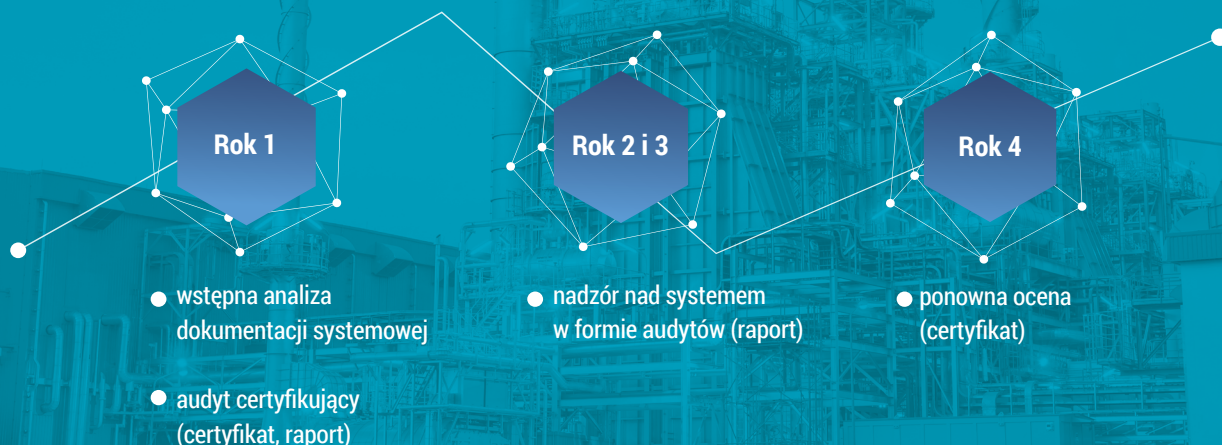 Rok 1
wstępna analiza
dokumentacji systemowej
audyt certyfikujący
(certyfikat, raport)
Rok 2 i 3
nadzór nad systemem
w formie audytów (raport)
Rok 4
ponowna ocena
(certyfikat)